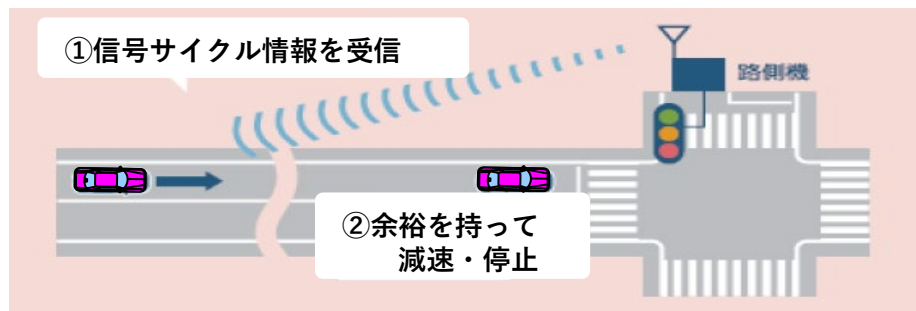 ①信号サイクル情報を受信
路側機
②余裕を持って
減速・停止